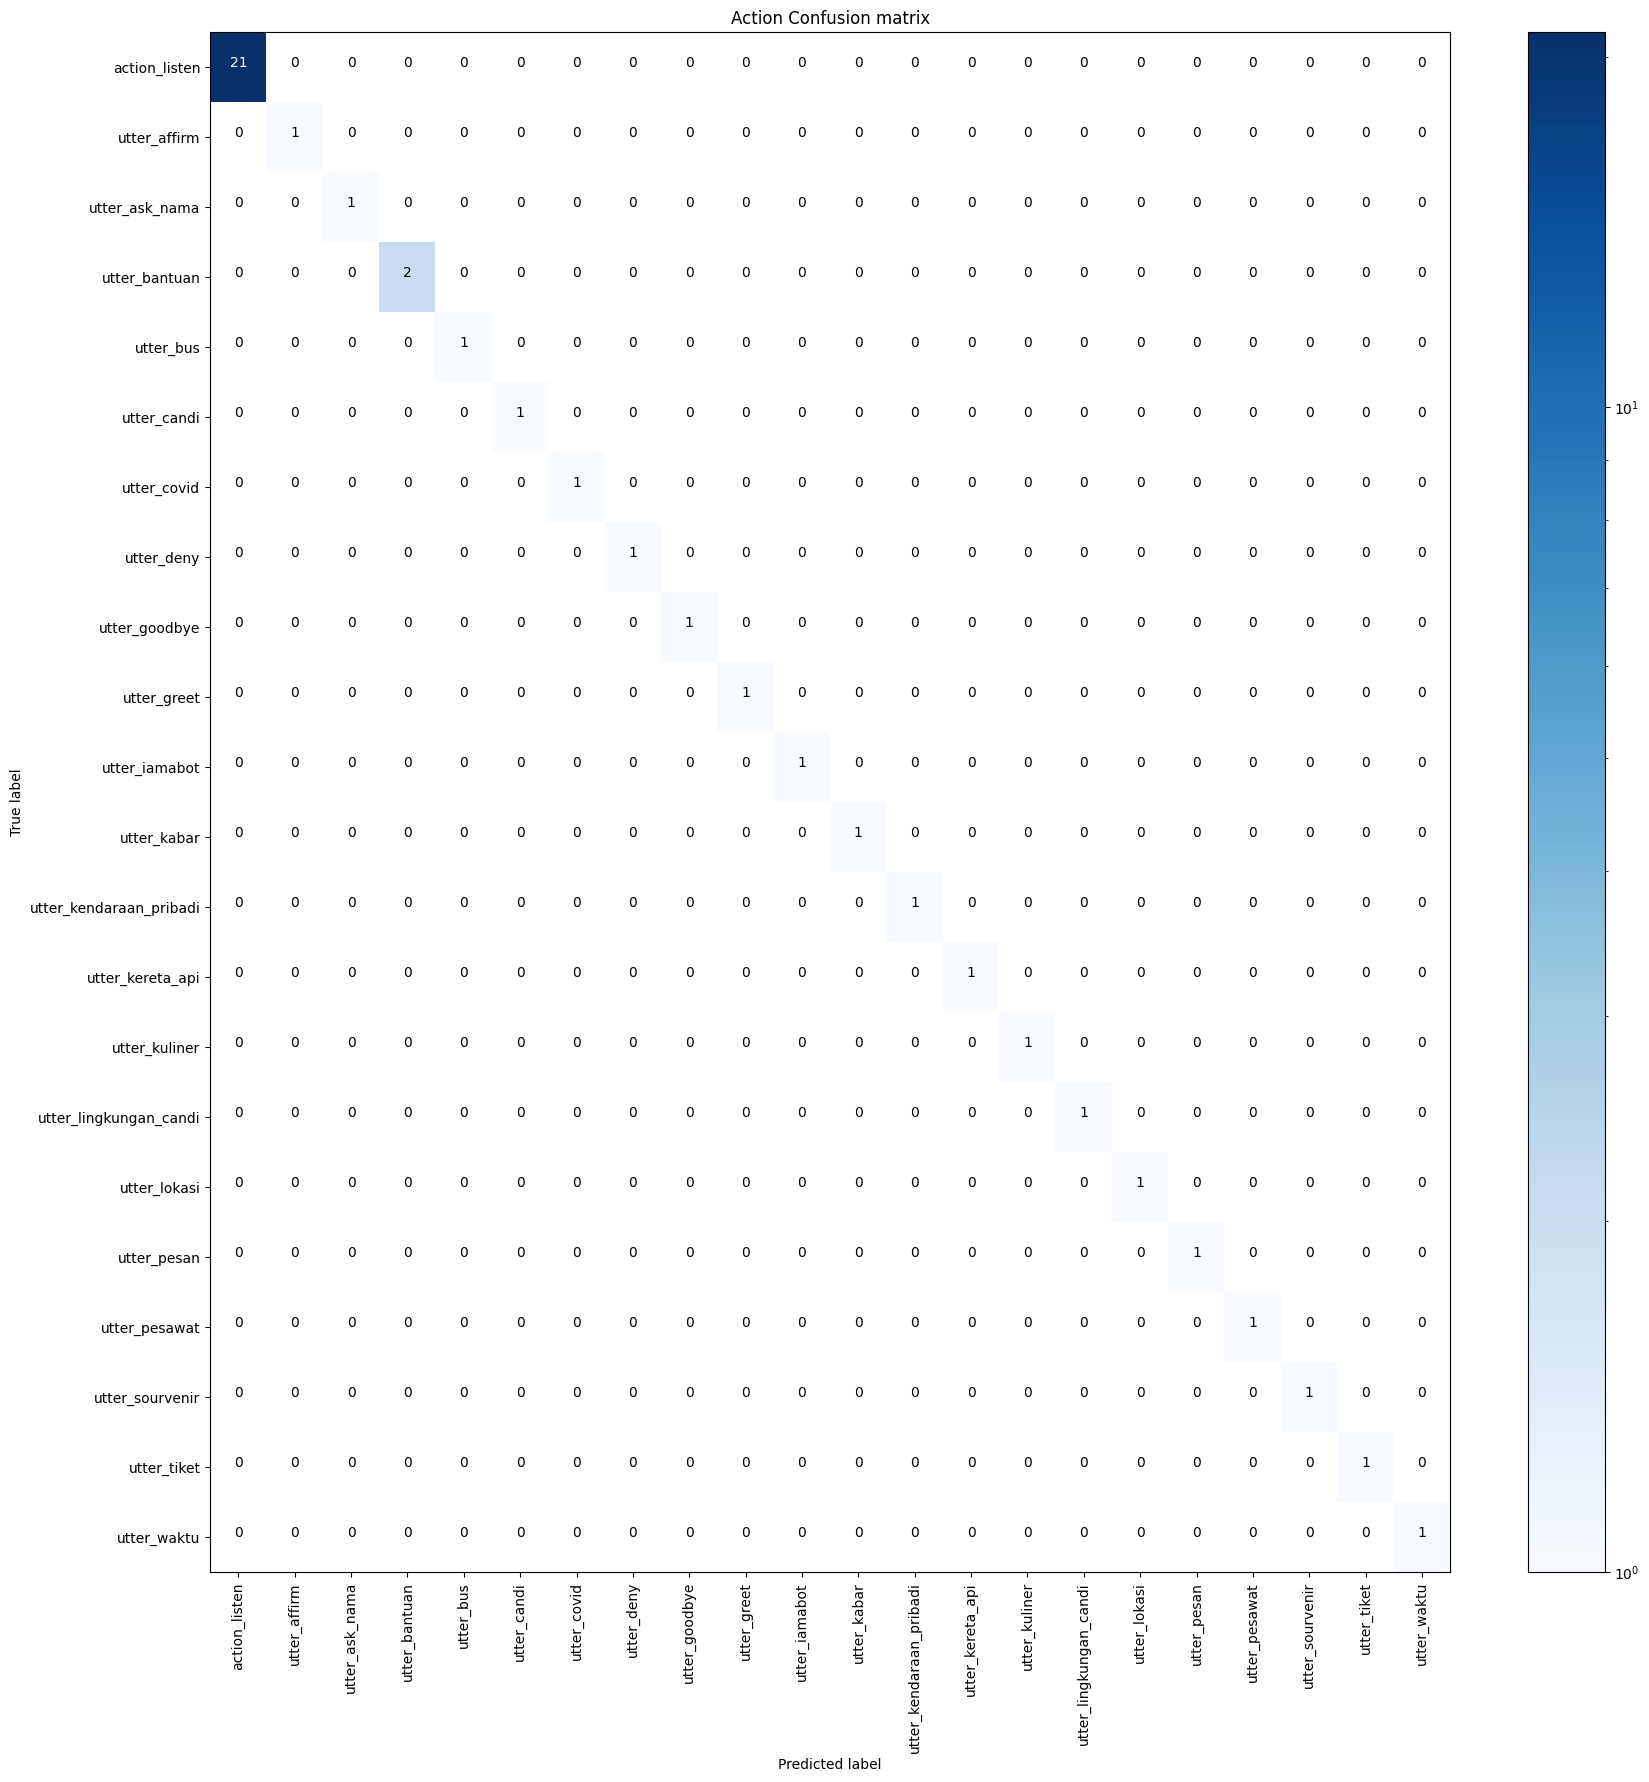 Action Confusion matrix
action_listen 21 0 0 0 0 0 0 0 0 0 0 0 0 0 0 0 0 0 0 0 0 0
utter_affirm 0 1 0 0 0 0 0 0 0 0 0 0 0 0 0 0 0 0 0 0 0 0
utter_ask_nama 0 0 1 0 0 0 0 0 0 0 0 0 0 0 0 0 0 0 0 0 0 0
utter_bantuan 0 0 0 2 0 0 0 0 0 0 0 0 0 0 0 0 0 0 0 0 0 0
utter_bus 0 0 0 0 1 0 0 0 0 0 0 0 0 0 0 0 0 0 0 0 0 0
utter_candi 0 0 0 0 0 1 0 0 0 0 0 0 0 0 0 0 0 0 0 0 0 0
10¹
utter_covid 0 0 0 0 0 0 1 0 0 0 0 0 0 0 0 0 0 0 0 0 0 0
utter_deny 0 0 0 0 0 0 0 1 0 0 0 0 0 0 0 0 0 0 0 0 0 0
utter_goodbye 0 0 0 0 0 0 0 0 1 0 0 0 0 0 0 0 0 0 0 0 0 0
utter_greet 0 0 0 0 0 0 0 0 0 1 0 0 0 0 0 0 0 0 0 0 0 0
utter_iamabot 0 0 0 0 0 0 0 0 0 0 1 0 0 0 0 0 0 0 0 0 0 0
True label
utter_kabar 0 0 0 0 0 0 0 0 0 0 0 1 0 0 0 0 0 0 0 0 0 0
utter_kendaraan_pribadi 0 0 0 0 0 0 0 0 0 0 0 0 1 0 0 0 0 0 0 0 0 0
utter_kereta_api 0 0 0 0 0 0 0 0 0 0 0 0 0 1 0 0 0 0 0 0 0 0
utter_kuliner 0 0 0 0 0 0 0 0 0 0 0 0 0 0 1 0 0 0 0 0 0 0
utter_lingkungan_candi 0 0 0 0 0 0 0 0 0 0 0 0 0 0 0 1 0 0 0 0 0 0
utter_lokasi 0 0 0 0 0 0 0 0 0 0 0 0 0 0 0 0 1 0 0 0 0 0
utter_pesan 0 0 0 0 0 0 0 0 0 0 0 0 0 0 0 0 0 1 0 0 0 0
utter_pesawat 0 0 0 0 0 0 0 0 0 0 0 0 0 0 0 0 0 0 1 0 0 0
utter_sourvenir 0 0 0 0 0 0 0 0 0 0 0 0 0 0 0 0 0 0 0 1 0 0
utter_tiket 0 0 0 0 0 0 0 0 0 0 0 0 0 0 0 0 0 0 0 0 1 0
utter_waktu 0 0 0 0 0 0 0 0 0 0 0 0 0 0 0 0 0 0 0 0 0 1
10⁰
action_listen
utter_affirm
utter_ask_nama
utter_bantuan
utter_bus
utter_candi
utter_covid
utter_deny
utter_goodbye
utter_greet
utter_iamabot
utter_kabar
utter_kendaraan_pribadi
utter_kereta_api
utter_kuliner
utter_lingkungan_candi
utter_lokasi
utter_pesan
utter_pesawat
utter_sourvenir
utter_tiket
utter_waktu
Predicted label